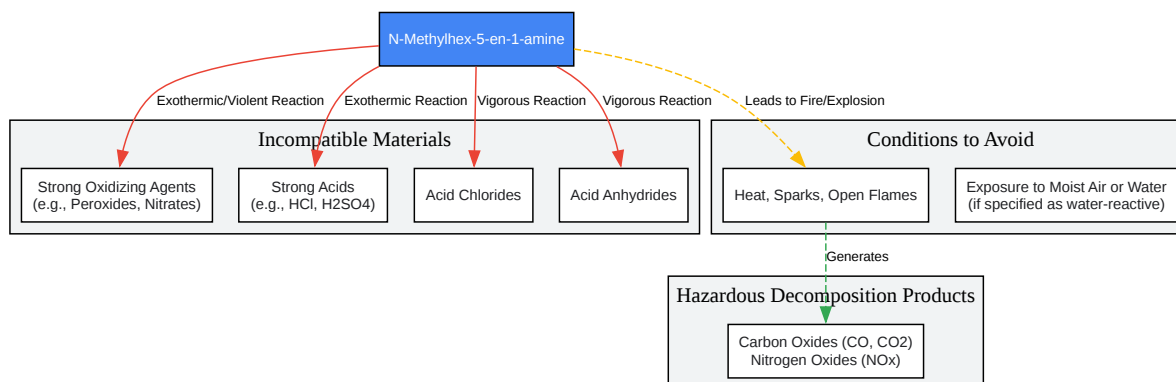 N-Methylhex-5-en-1-amine
Exothermic/Violent Reaction
Exothermic Reaction
Vigorous Reaction
Vigorous Reaction
Leads to Fire/Explosion
Incompatible Materials
Conditions to Avoid
Strong Oxidizing Agents
(e.g., Peroxides, Nitrates)
Strong Acids
(e.g., HCl, H2SO4)
Acid Chlorides
Acid Anhydrides
Heat, Sparks, Open Flames
Exposure to Moist Air or Water
(if specified as water-reactive)
Generates
Hazardous Decomposition Products
Carbon Oxides (CO, CO2)
Nitrogen Oxides (NOx)